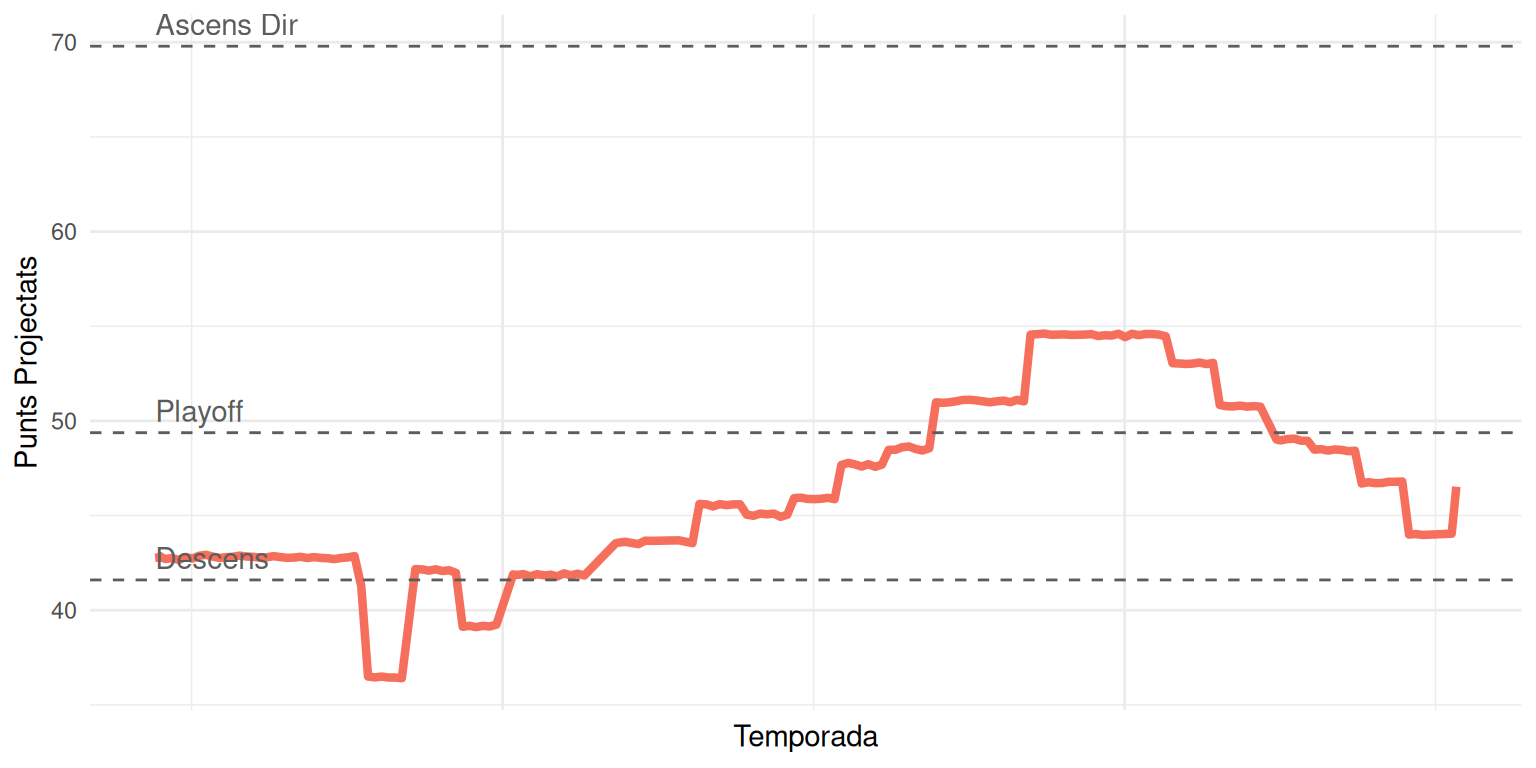 Ascens Dir
70
60
Punts Projectats
Playoff
50
Descens
40
Temporada